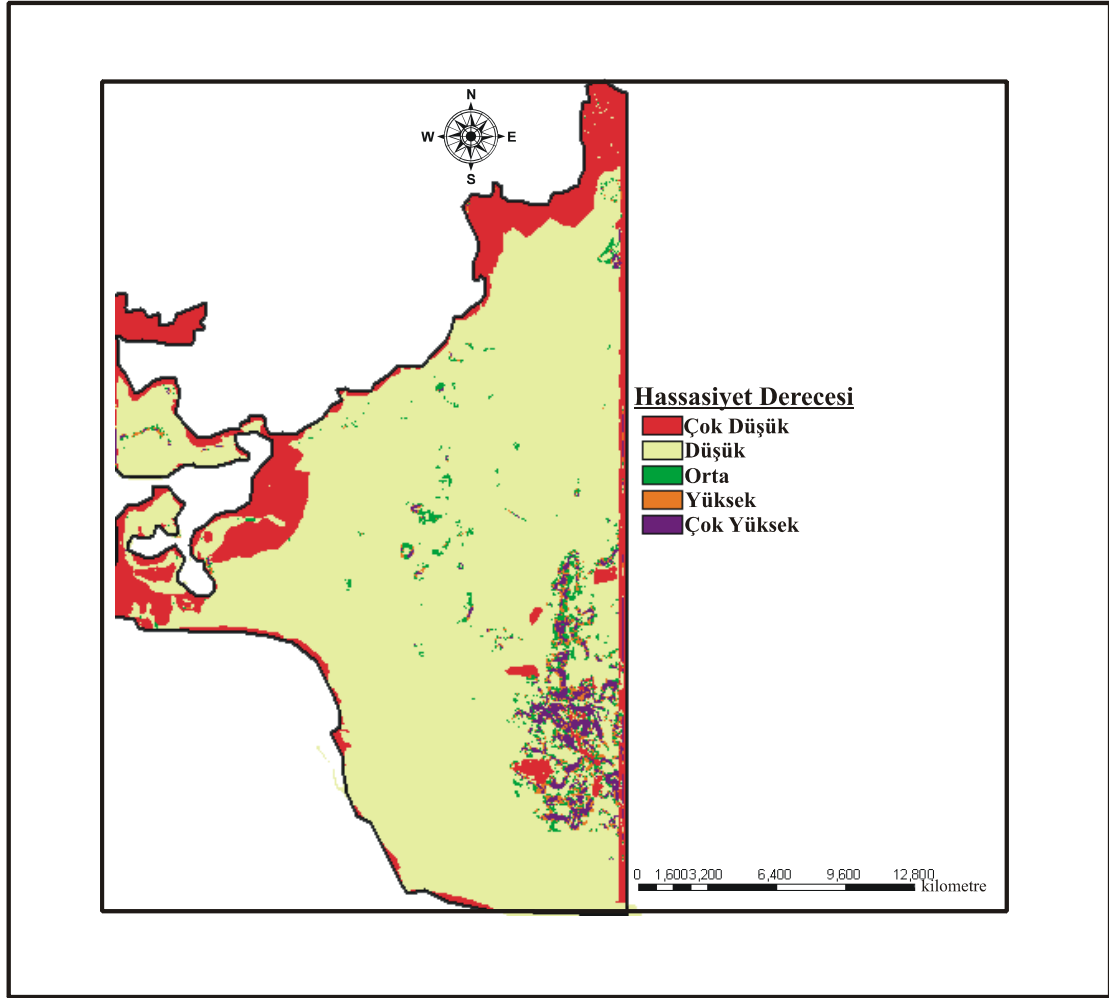 N
W E
S
Hassasiyet Derecesi
Çok Düşük
Düşük
Orta
Yüksek
Çok Yüksek
0 1,6003,200 6,400 9,600 12,800
kilometre